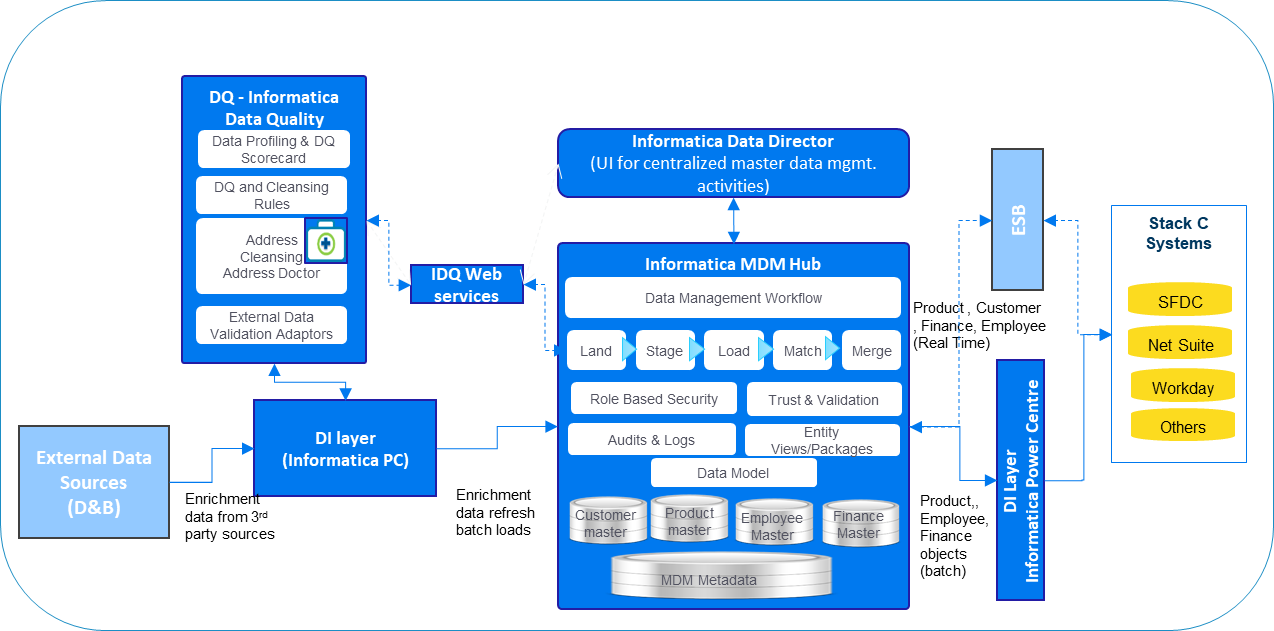 DQ - Informatica
Data Quality
Data Profiling & DQ
Scorecard
DQ and Cleansing
Rules
Address
Cleansing
Address Doctor
External Data
Validation Adaptors
External Data
Sources
(D&B)
Enrichment
data from 3rd
party sources
DI layer
(Informatica PC)
Enrichment
data refresh
batch loads
IDQ Web
services
Informatica Data Director
(UI for centralized master data mgmt.
activities)
Informatica MDM Hub
Data Management Workflow
Land
Stage
Load
Match
Merge
Role Based Security
Trust & Validation
Audits & Logs
Entity
Views/Packages
Data Model
Customer
master
Product
master
Employee
Master
Finance
Master
MDM Metadata
ESB
Product , Customer
, Finance, Employee
(Real Time)
Product,,
Employee,
Finance
objects
(batch)
DI Layer
Informatica Power Centre
Stack C
Systems
SFDC
Net Suite
Workday
Others